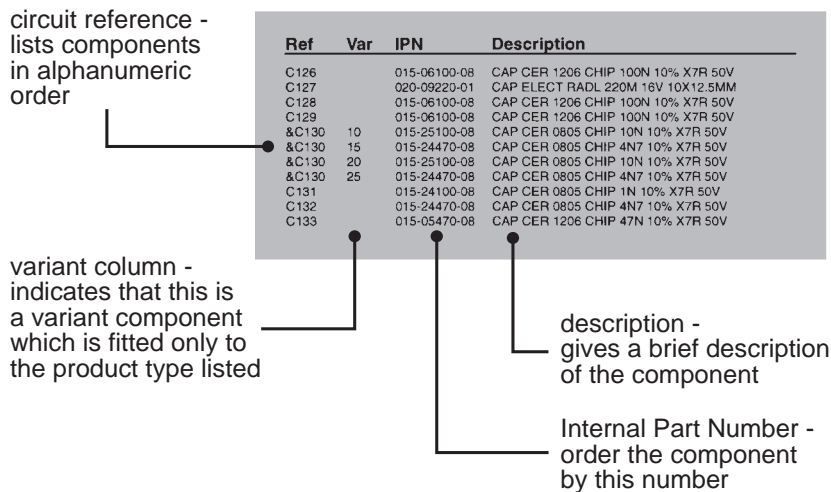 circuit reference -
lists components
in alphanumeric
order
Ref Var IPN Description
C126 015-06100-08 CAP CER 1206 CHIP 100N 10% X7R 50V
C127 020-09220-01 CAP ELECT RADL 220M 16V 10X12.5MM
C128 015-06100-08 CAP CER 1206 CHIP 100N 10% X7R 50V
C129 015-06100-08 CAP CER 1206 CHIP 100N 10% X7R 50V
&C130 10 015-25100-08 CAP CER 0805 CHIP 10N 10% X7R 50V
&C130 15 015-24470-08 CAP CER 0805 CHIP 4N7 10% X7R 50V
&C130 20 015-25100-08 CAP CER 0805 CHIP 10N 10% X7R 50V
&C130 25 015-24470-08 CAP CER 0805 CHIP 4N7 10% X7R 50V
C131 015-24100-08 CAP CER 0805 CHIP 1N 10% X7R 50V
C132 015-24470-08 CAP CER 0805 CHIP 4N7 10% X7R 50V
C133 015-05470-08 CAP CER 1206 CHIP 47N 10% X7R 50V
variant column -
indicates that this is
a variant component
which is fitted only to
the product type listed
description -
gives a brief description
of the component
Internal Part Number -
order the component
by this number